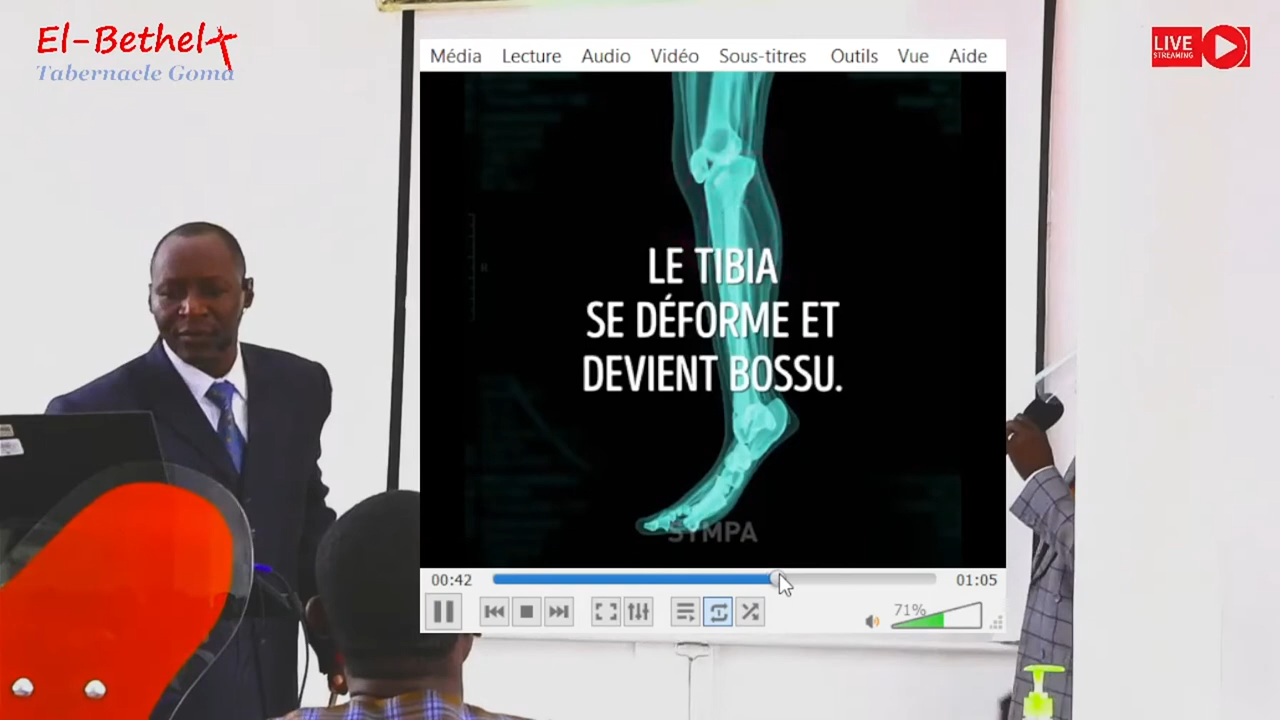 El-Bethel
Tabernacle Goma
LIVE
STREAMING
Média Lecture Audio Vidéo Sous-titres Outils Vue Aide
LE TIBIA
SE DÉFORME ET
DEVIENT BOSSU.
SYMPA
00:42
01:05
71%